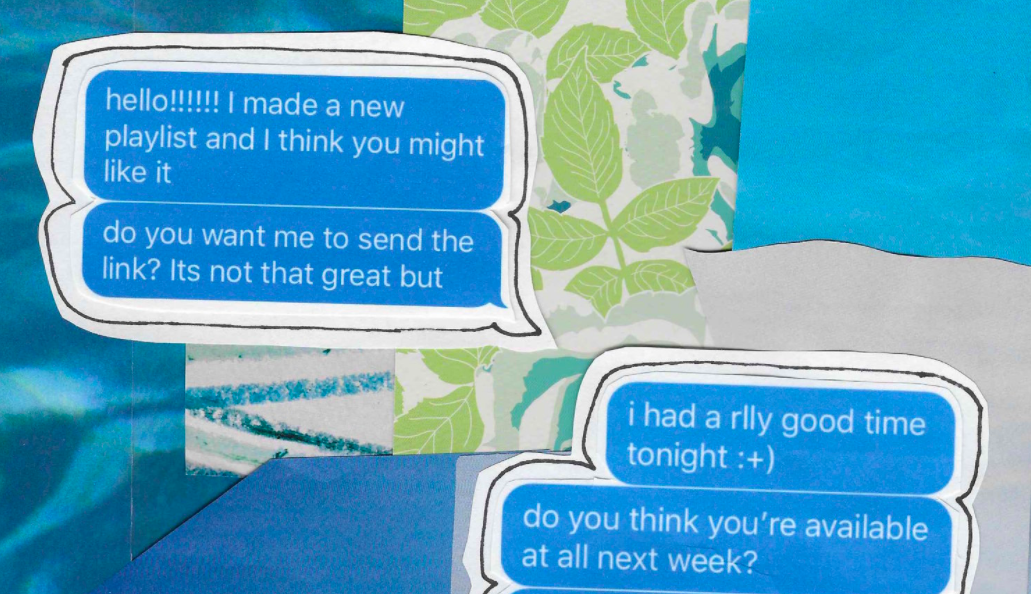 hello!!!!!! I made a new
playlist and I think you might
like it
do you want me to send the
link? Its not that great but
i had a rlly good time
tonight :+)
do you think you're available
at all next week?